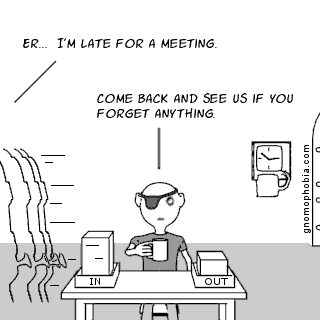 ER... I'M LATE FOR A MEETING.
COME BACK AND SEE US IF YOU
FORGET ANYTHING.
gnomophobia.com
IN
OUT